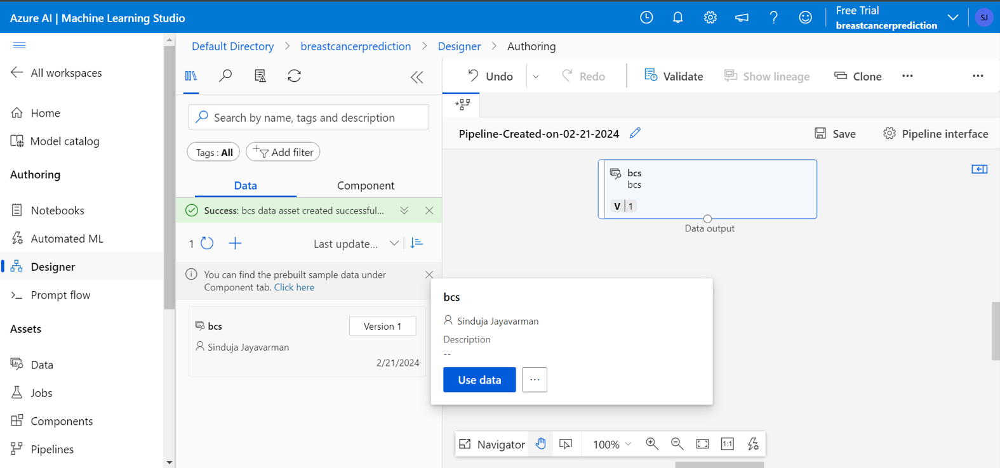 Azure AI | Machine Learning Studio
Free Trial
breastcancerprediction
SJ
All workspaces
Home
Model catalog
Authoring
Notebooks
Automated ML
Designer
Prompt flow
Assets
Data
Jobs
Components
Pipelines
Default Directory > breastcancerprediction > Designer > Authoring
Search by name, tags and description
Tags : All
Add filter
Data
Component
Success: bcs data asset created successful...
1
Last update...
You can find the prebuilt sample data under
Component tab. Click here
bcs
Version 1
Sinduja Jayavarman
2/21/2024
Undo
Redo
Validate
Show lineage
Clone
Pipeline-Created-on-02-21-2024
Save
Pipeline interface
bcs
bcs
V | 1
Data output
bcs
Sinduja Jayavarman
Description
--
Use data
Navigator
100%
1:1